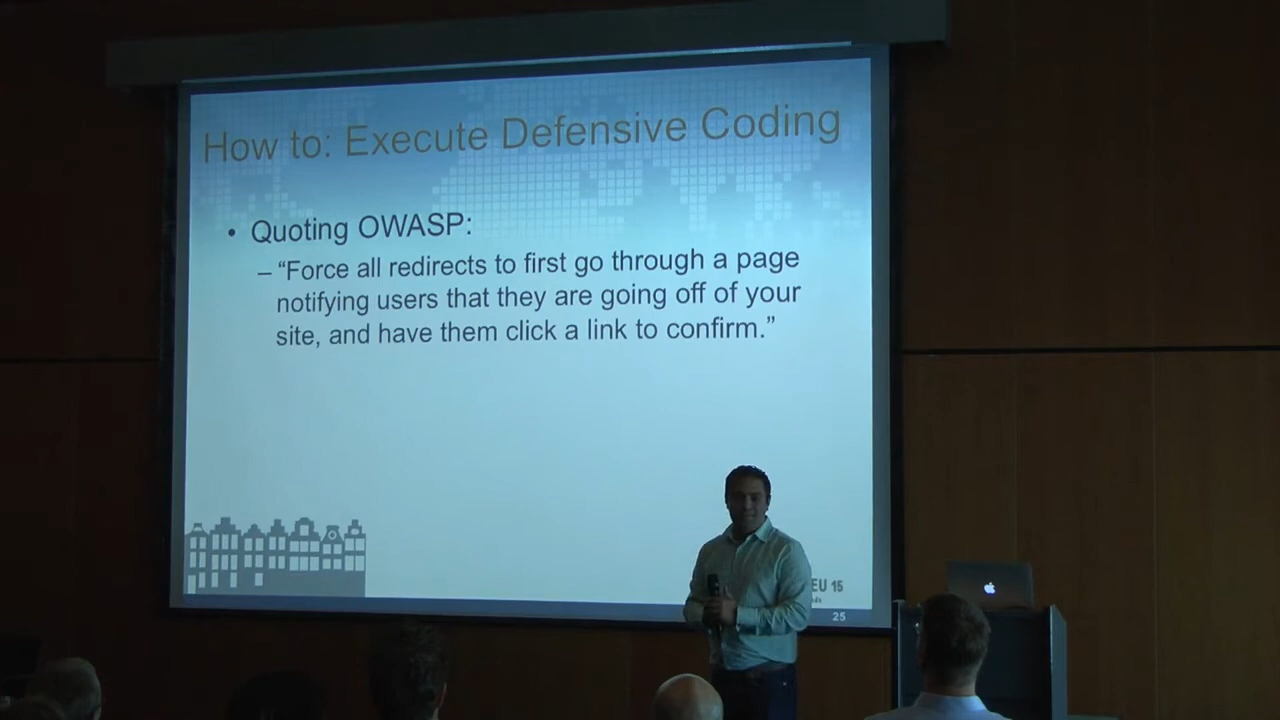 How to: Execute Defensive Coding
• Quoting OWASP:
– “Force all redirects to first go through a page
notifying users that they are going off of your
site, and have them click a link to confirm.”
EU 15
25